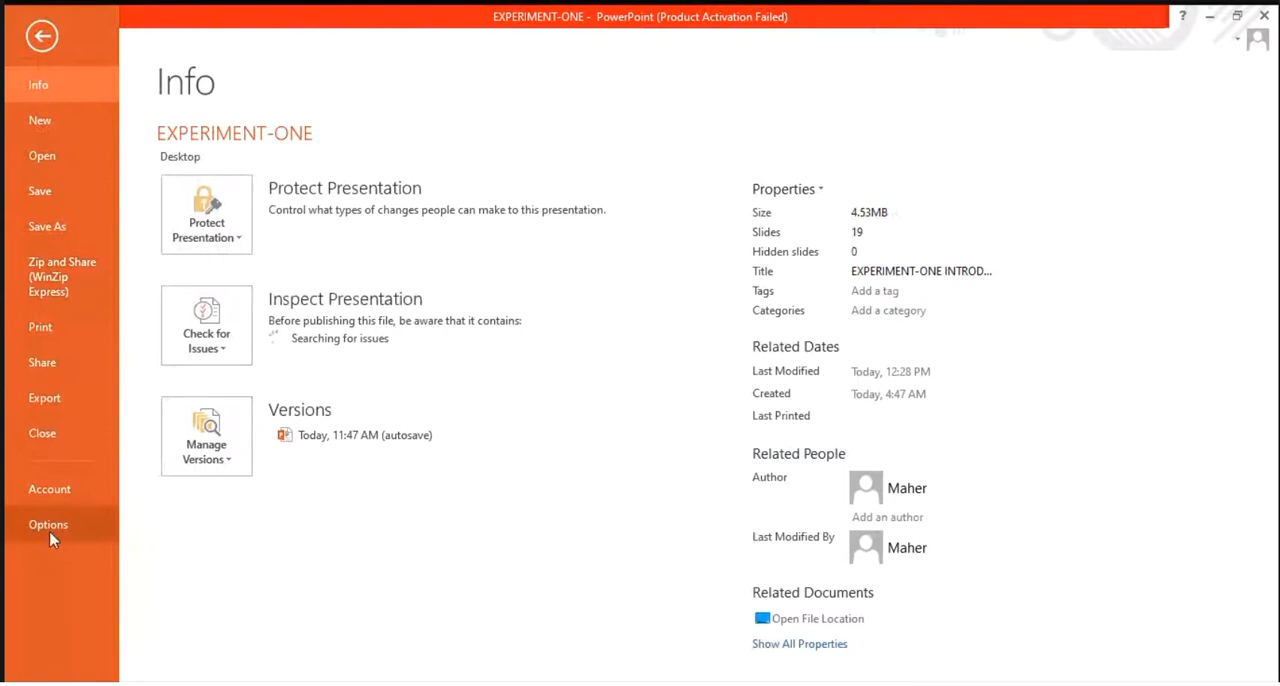 EXPERIMENT-ONE - PowerPoint (Product Activation Failed)
?
Info
New
Open
Save
Save As
Zip and Share
(WinZip
Express)
Print
Share
Export
Close
Account
Options
Info
EXPERIMENT-ONE
Desktop
Protect
Presentation
Protect Presentation
Control what types of changes people can make to this presentation.
Check for
Issues
Inspect Presentation
Before publishing this file, be aware that it contains:
Searching for issues
Manage
Versions
Versions
Today, 11:47 AM (autosave)
Properties
Size 4.53MB
Slides 19
Hidden slides 0
Title EXPERIMENT-ONE INTROD...
Tags Add a tag
Categories Add a category
Related Dates
Last Modified Today, 12:28 PM
Created Today, 4:47 AM
Last Printed
Related People
Author Maher
Add an author
Last Modified By Maher
Related Documents
Open File Location
Show All Properties